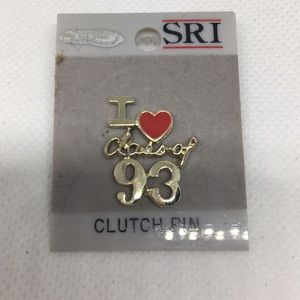 SRI
I ❤
class of
93
CLUTCH PIN